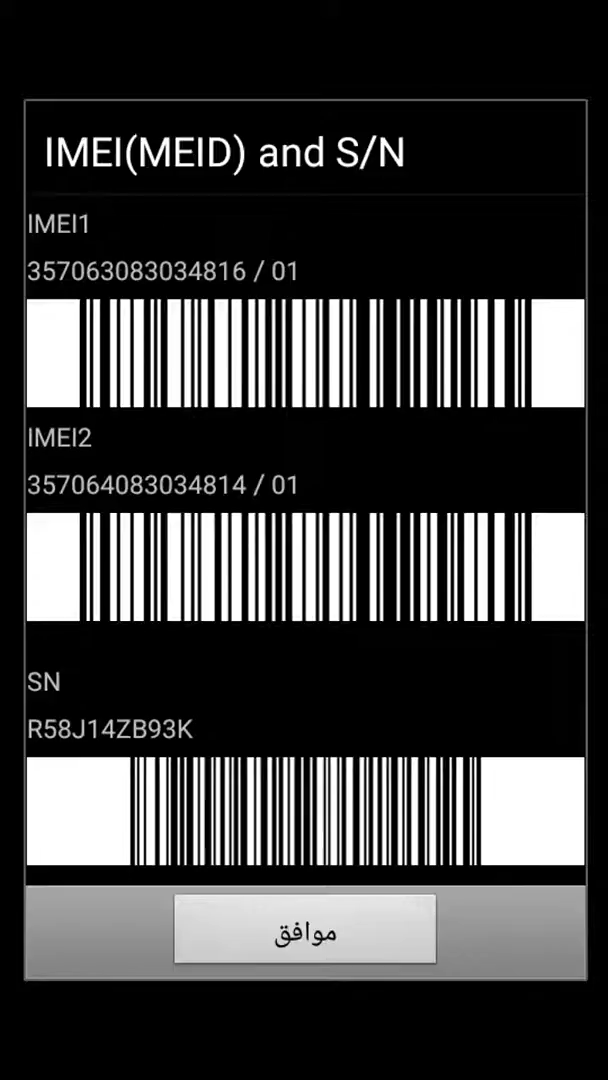 IMEI(MEID) and S/N
IMEI1
357063083034816 / 01
IMEI2
357064083034814 / 01
SN
R58J14ZB93K
موافق